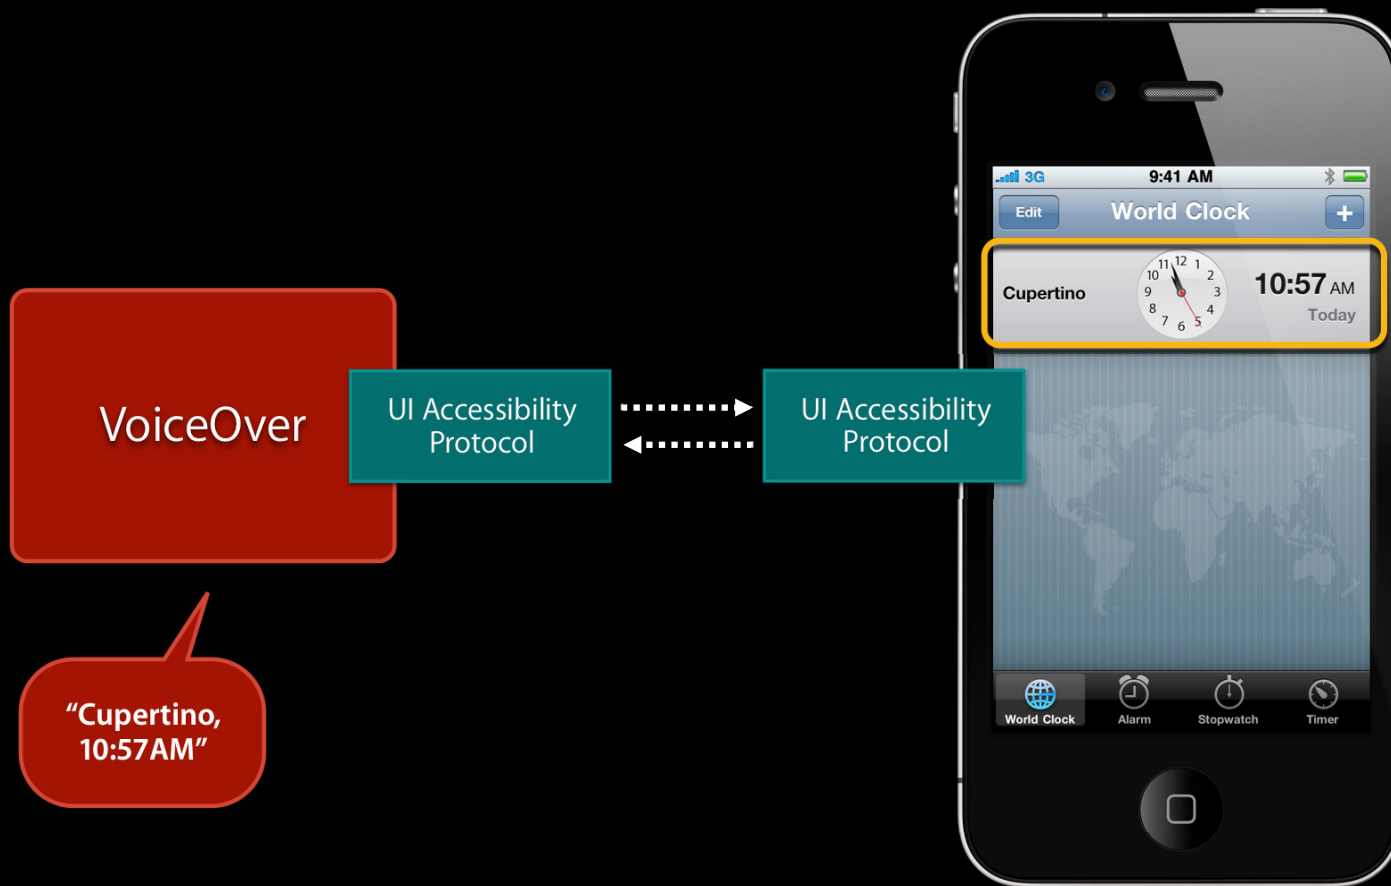 VoiceOver
UI Accessibility
Protocol
UI Accessibility
Protocol
“Cupertino,
10:57AM”
3G
9:41 AM
Edit
World Clock
+
Cupertino
11 12 1
10 2
9 3
8 4
7 6 5
10:57 AM
Today
World Clock
Alarm
Stopwatch
Timer